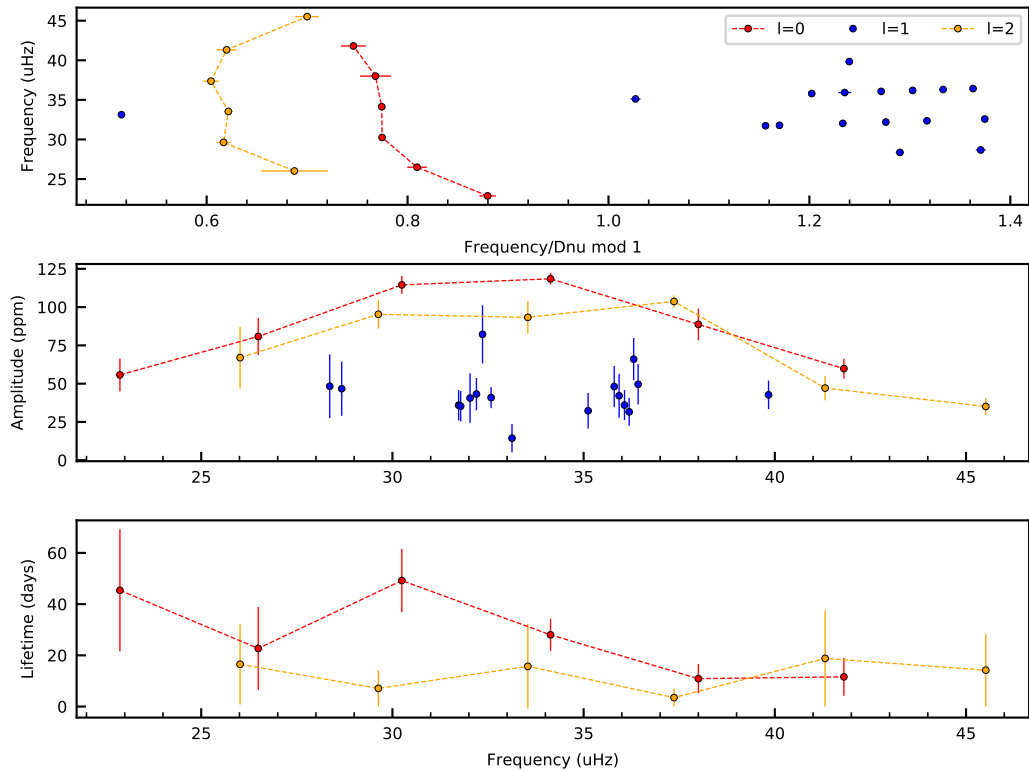 45
40
35
30
25
Frequency (uHz)
l=0 l=1 l=2
0.6 0.8 1.0 1.2 1.4
Frequency/Dnu mod 1
125
100
75
50
25
0
Amplitude (ppm)
25 30 35 40 45
60
40
20
0
Lifetime (days)
25 30 35 40 45
Frequency (uHz)